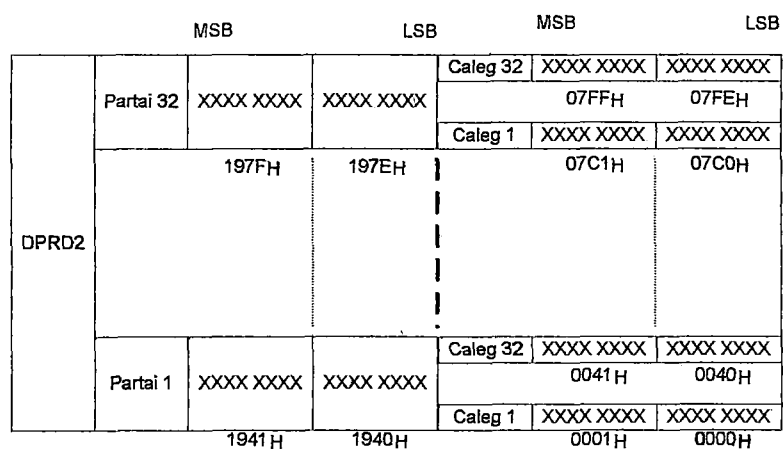 MSB LSB MSB LSB
Caleg 32 XXXX XXXX XXXX XXXX
Partai 32 XXXX XXXX XXXX XXXX 07FFH 07FEH
Caleg 1 XXXX XXXX XXXX XXXX
197FH 197EH 07C1H 07C0H
DPRD2
Caleg 32 XXXX XXXX XXXX XXXX
Partai 1 XXXX XXXX XXXX XXXX 0041H 0040H
Caleg 1 XXXX XXXX XXXX XXXX
1941H 1940H 0001H 0000H